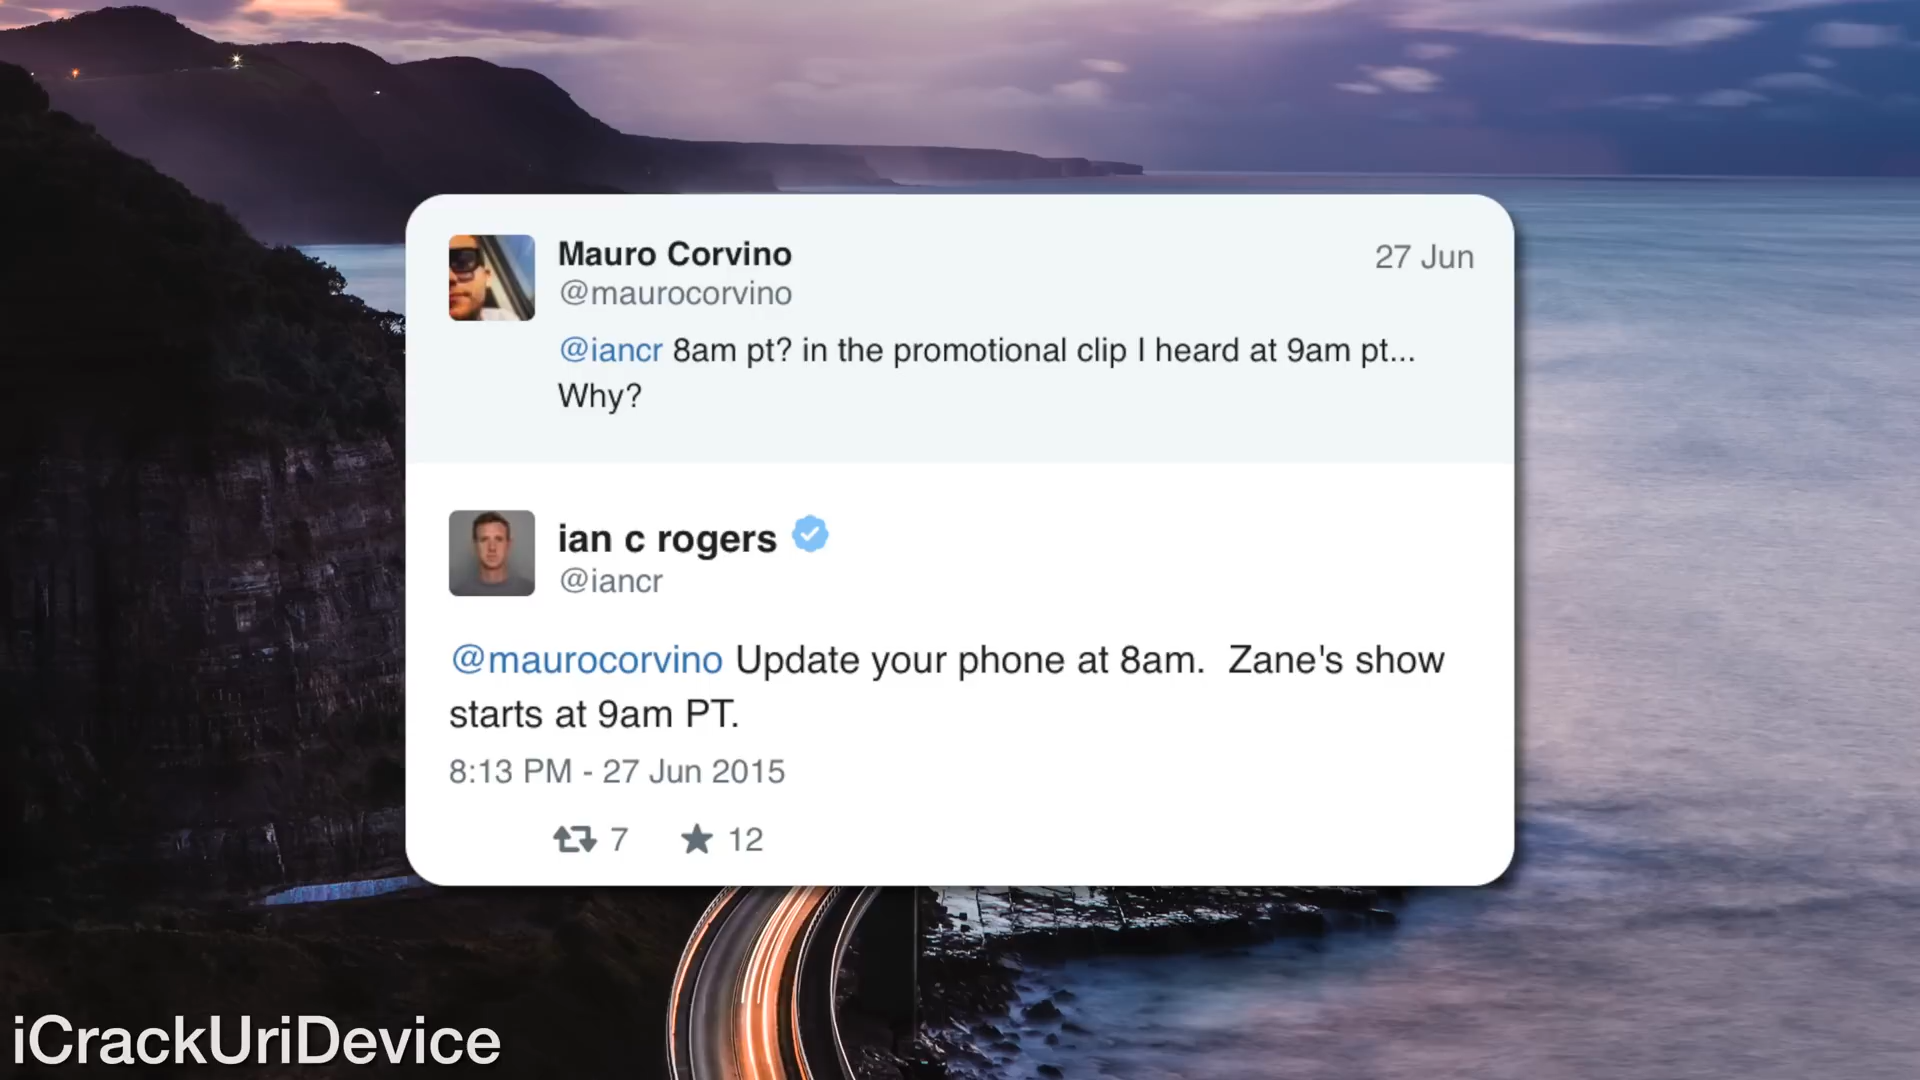 Mauro Corvino
27 Jun
@maurocorvino
@iancr 8am pt? in the promotional clip I heard at 9am pt...
Why?
ian c rogers
@iancr
@maurocorvino Update your phone at 8am.  Zane's show
starts at 9am PT.
8:13 PM - 27 Jun 2015
7 12
iCrackUriDevice